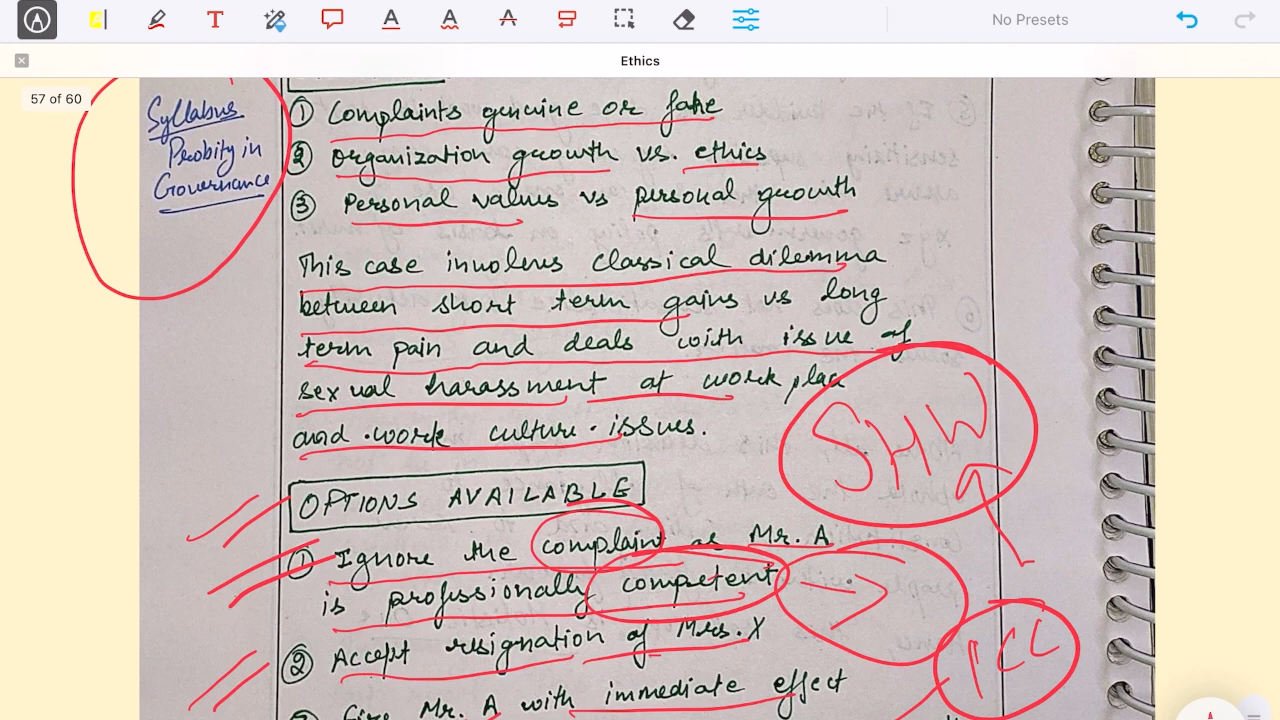 No Presets
Ethics
57 of 60
Syllabus
Probity in
Governance
① Complaints genuine or fake
② organization growth vs. ethics
③ Personal values vs personal growth
This case involves classical dilemma
between short term gains vs long
term pain and deals with issue of
sexual harassment at work place
and work culture issues.
SHW
OPTIONS AVAILABLE
① Ignore the complaint as Mr. A
is professionally competent
② Accept resignation of Mrs. X
ICC
Mr. A with immediate effect